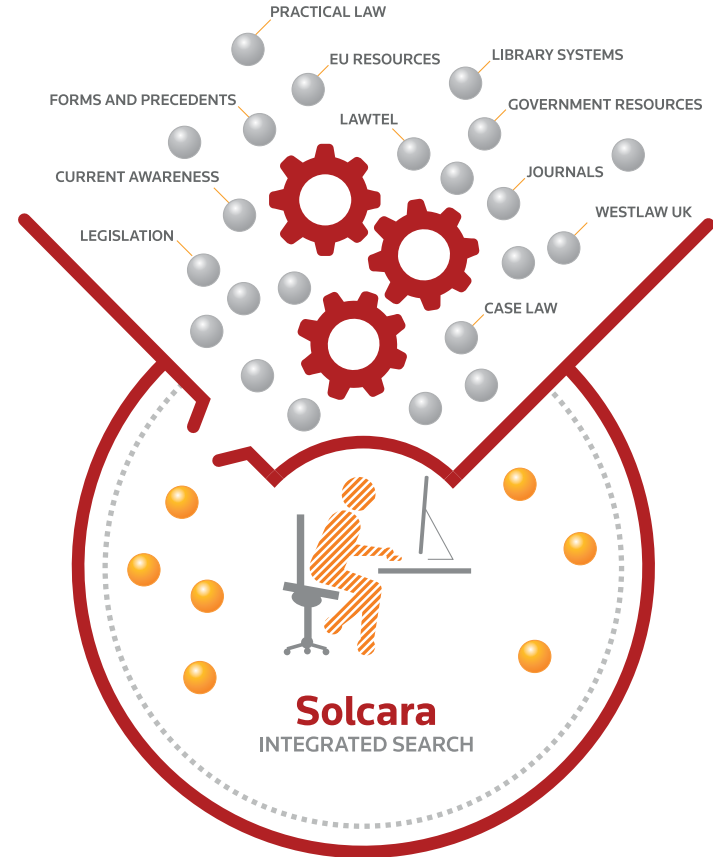 PRACTICAL LAW
EU RESOURCES
LIBRARY SYSTEMS
FORMS AND PRECEDENTS
GOVERNMENT RESOURCES
LAWTEL
CURRENT AWARENESS
JOURNALS
WESTLAW UK
LEGISLATION
CASE LAW
Solcara
INTEGRATED SEARCH